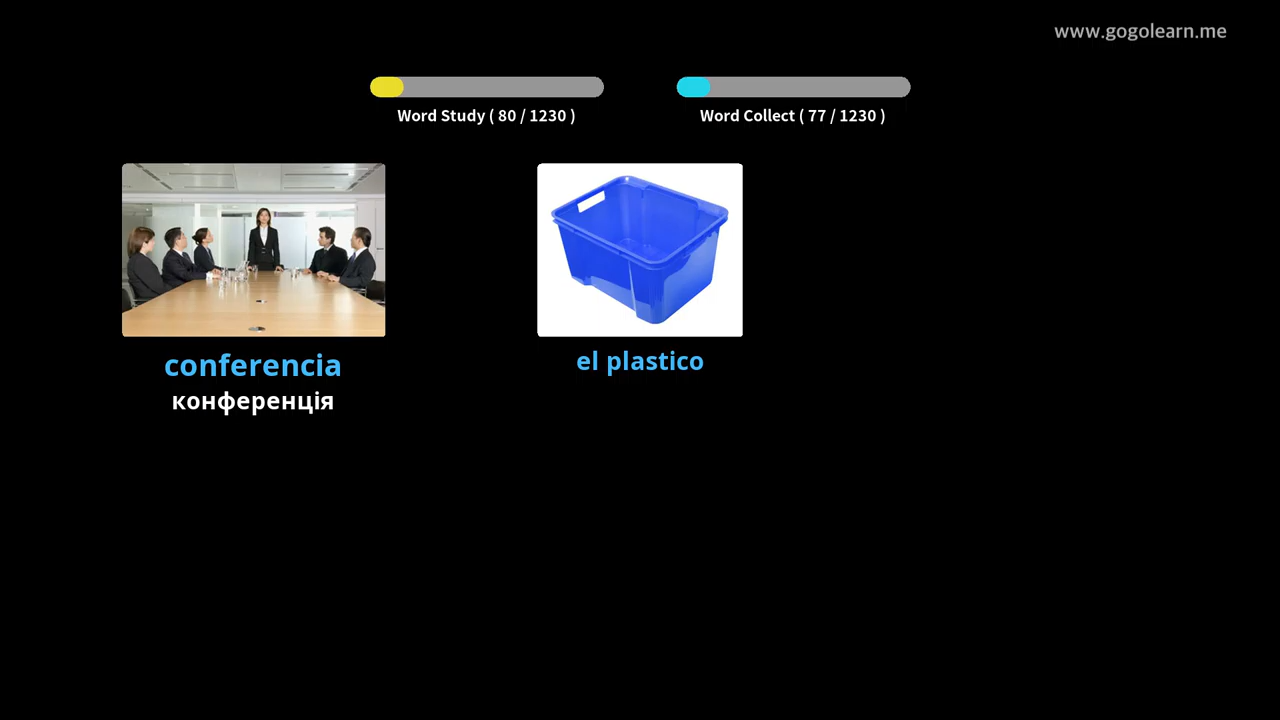 www.gogolearn.me
Word Study ( 80 / 1230 )
Word Collect ( 77 / 1230 )
conferencia
конференція
el plastico